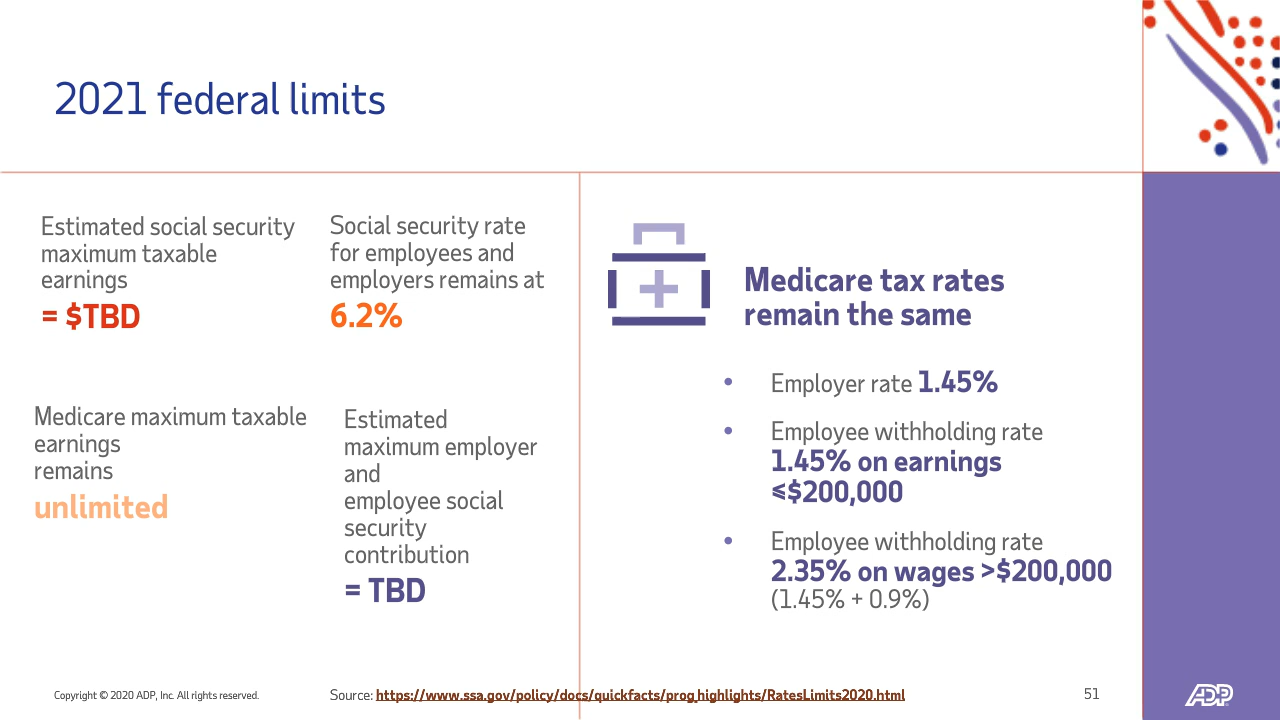 2021 federal limits
Estimated social security
maximum taxable
earnings
= $TBD
Social security rate
for employees and
employers remains at
6.2%
Medicare maximum taxable
earnings
remains
unlimited
Estimated
maximum employer
and
employee social
security
contribution
= TBD
Medicare tax rates
remain the same
• Employer rate 1.45%
• Employee withholding rate
1.45% on earnings
≤$200,000
• Employee withholding rate
2.35% on wages >$200,000
(1.45% + 0.9%)
Copyright © 2020 ADP, Inc. All rights reserved.
Source: https://www.ssa.gov/policy/docs/quickfacts/prog_highlights/RatesLimits2020.html
51
ADP